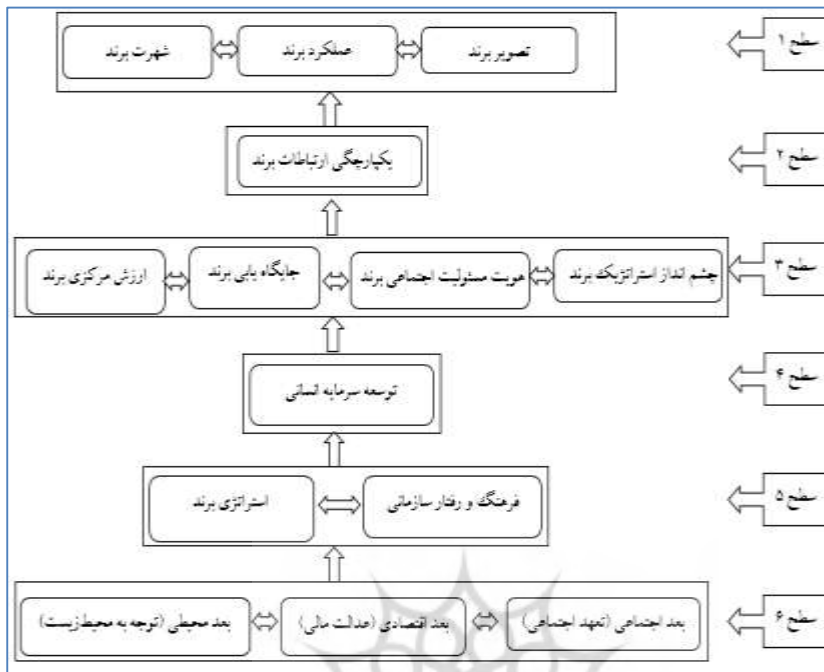 سطح ۱
تصویر برند
عملکرد برند
شهرت برند
سطح ۲
یکپارچگی ارتباطات برند
سطح ۳
چشم انداز استراتژیک برند
هویت مسئولیت اجتماعی برند
جایگاه یابی برند
ارزش مرکزی برند
سطح ۴
توسعه سرمایه انسانی
سطح ۵
فرهنگ و رفتار سازمانی
استراتژی برند
سطح ۶
بعد اجتماعی (تعهد اجتماعی)
بعد اقتصادی (عدالت مالی)
بعد محیطی (توجه به محیط‌زیست)